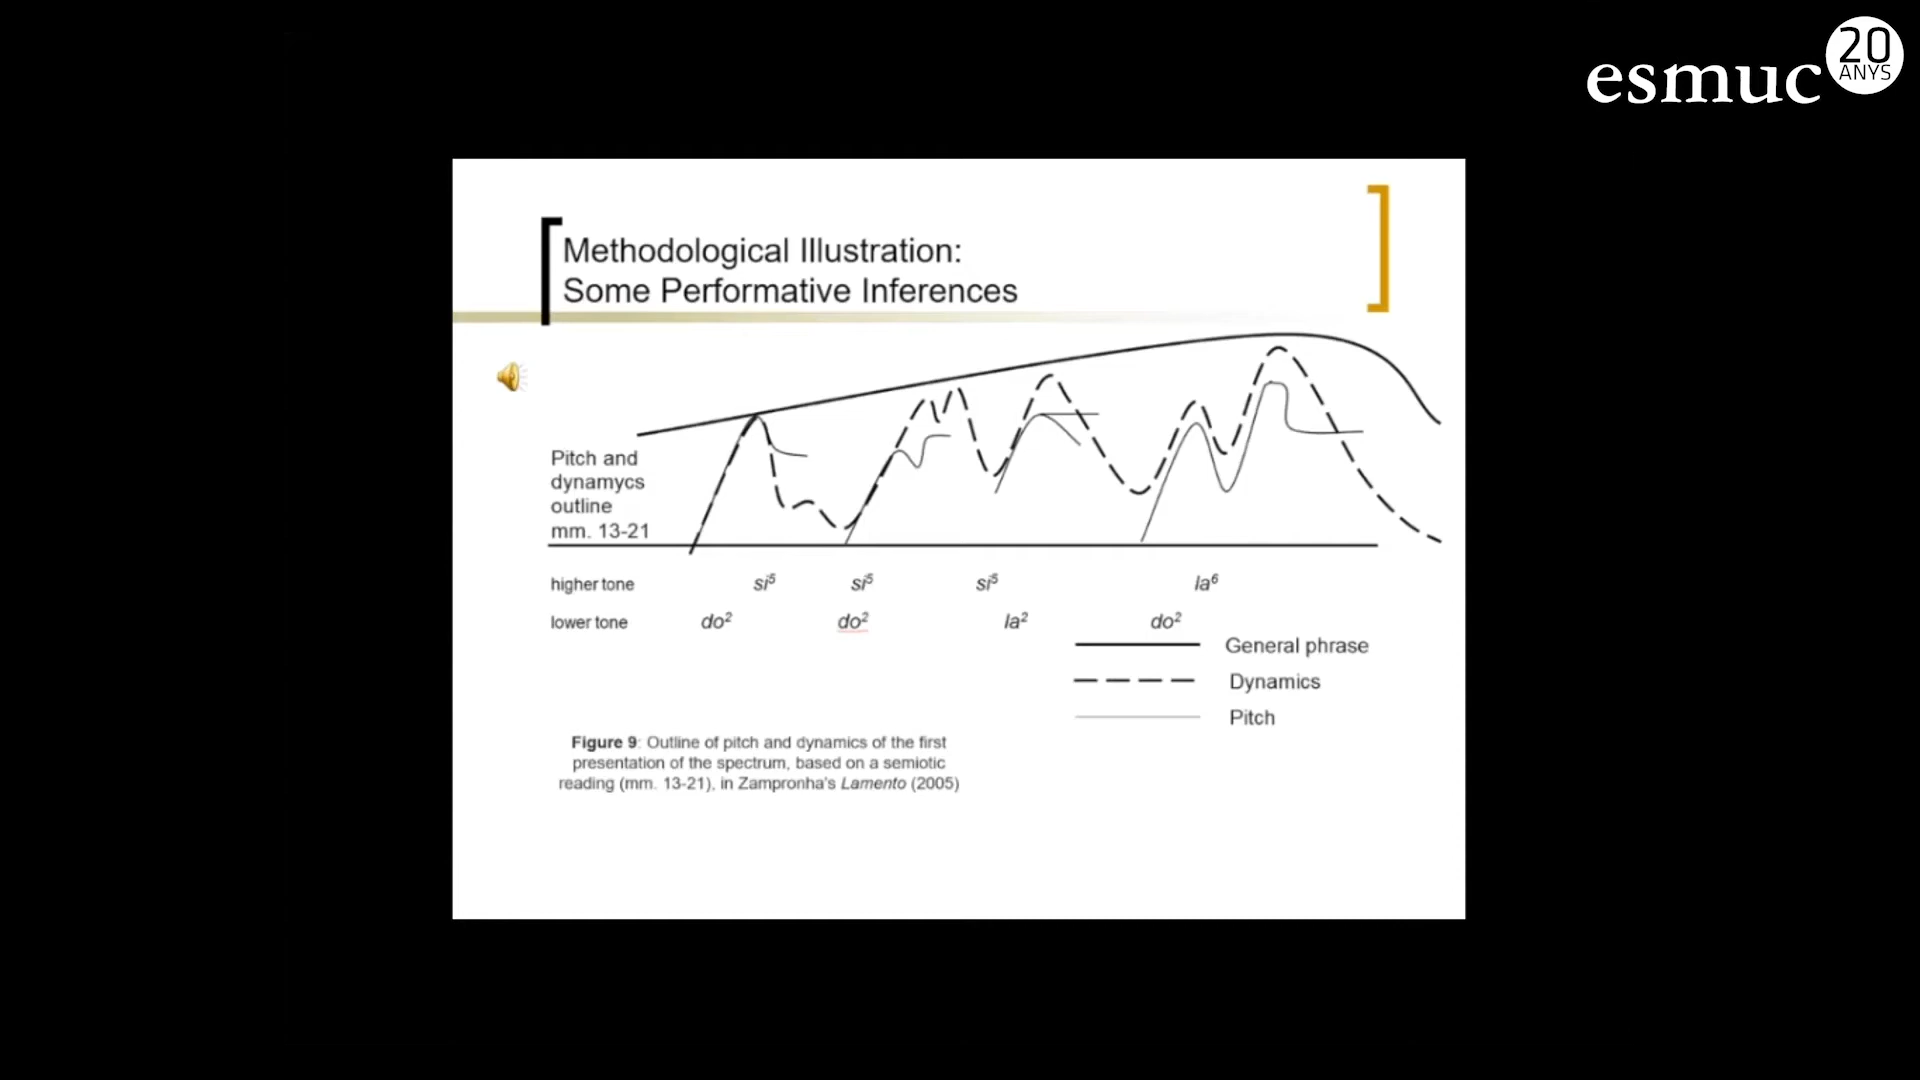 esmuc
20
ANYS
Methodological Illustration:
Some Performative Inferences
Pitch and
dynamycs
outline
mm. 13-21
higher tone si⁵ si⁵ si⁵ la⁶
lower tone do² do² la² do²
General phrase
Dynamics
Pitch
Figure 9: Outline of pitch and dynamics of the first
presentation of the spectrum, based on a semiotic
reading (mm. 13-21), in Zampronha's Lamento (2005)